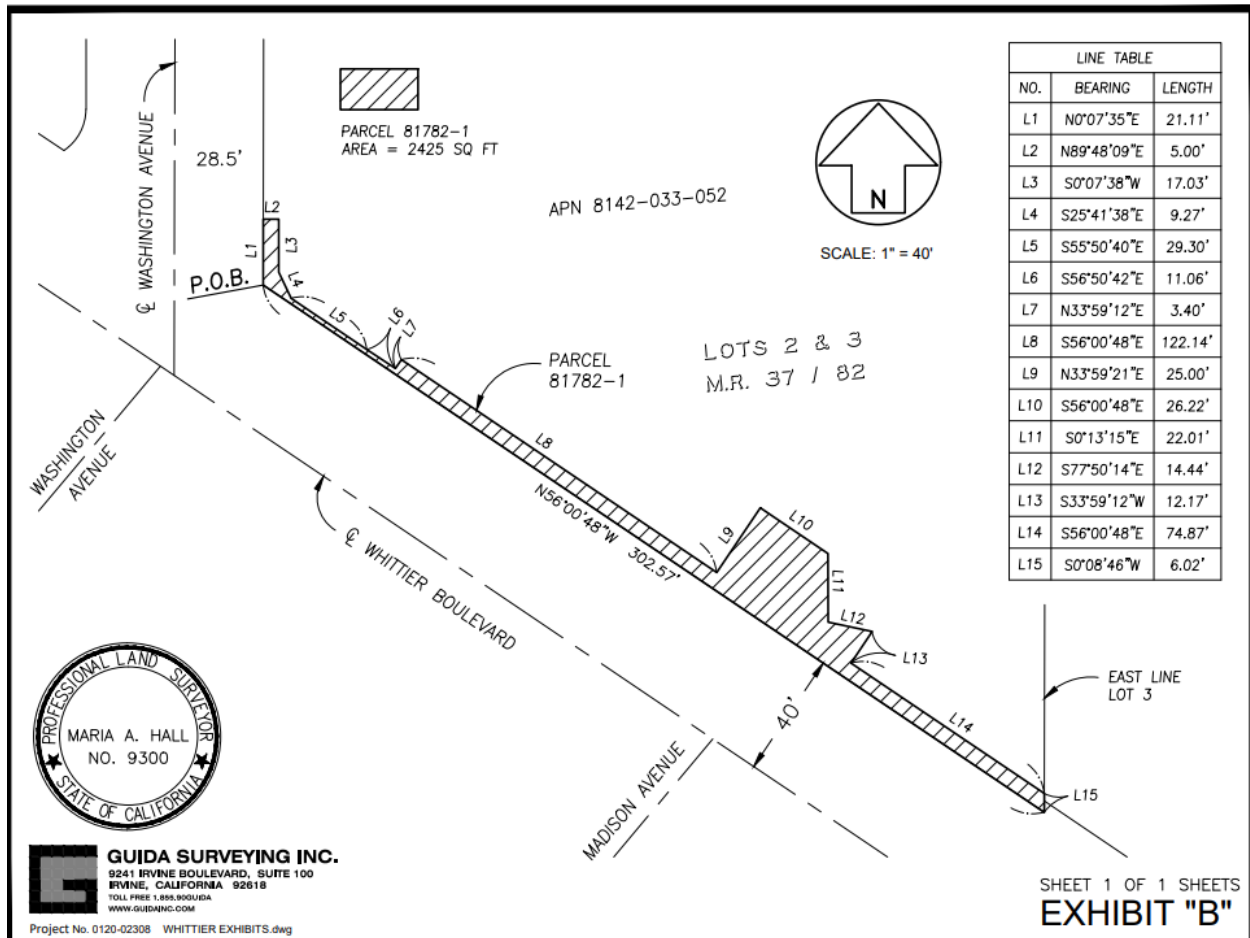 ℄ WASHINGTON AVENUE
28.5'
PARCEL 81782-1
AREA = 2425 SQ FT
APN 8142-033-052
N
SCALE: 1" = 40'
LINE TABLE
NO. BEARING LENGTH
L1 N0°07'35"E 21.11'
L2 N89°48'09"E 5.00'
L3 S0°07'38"W 17.03'
L4 S25°41'38"E 9.27'
L5 S55°50'40"E 29.30'
L6 S56°50'42"E 11.06'
L7 N33°59'12"E 3.40'
L8 S56°00'48"E 122.14'
L9 N33°59'21"E 25.00'
L10 S56°00'48"E 26.22'
L11 S0°13'15"E 22.01'
L12 S77°50'14"E 14.44'
L13 S33°59'12"W 12.17'
L14 S56°00'48"E 74.87'
L15 S0°08'46"W 6.02'
L2
L1
L3
P.O.B.
L4
L5
L6
L7
PARCEL
81782-1
LOTS 2 & 3
M.R. 37 / 82
L8
N56°00'48"W 302.57'
L9
L10
L11
L12
L13
L14
L15
EAST LINE
LOT 3
WASHINGTON
AVENUE
℄ WHITTIER BOULEVARD
40'
MADISON AVENUE
PROFESSIONAL LAND SURVEYOR
MARIA A. HALL
NO. 9300
STATE OF CALIFORNIA
GUIDA SURVEYING INC.
9241 IRVINE BOULEVARD, SUITE 100
IRVINE, CALIFORNIA 92618
TOLL FREE 1.855.90GUIDA
WWW.GUIDAINC.COM
Project No. 0120-02308 WHITTIER EXHIBITS.dwg
SHEET 1 OF 1 SHEETS
EXHIBIT "B"